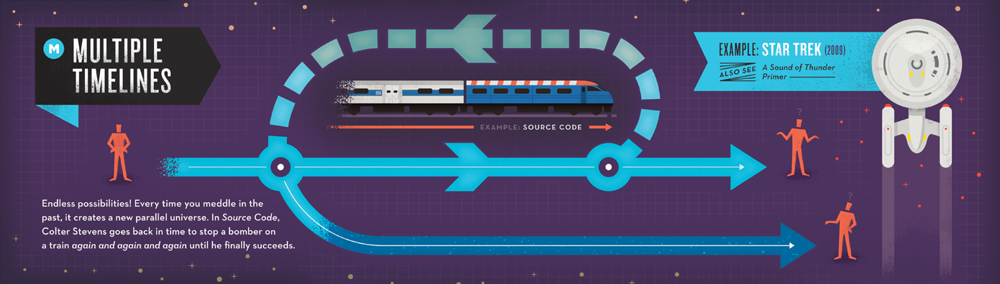 M
MULTIPLE
TIMELINES
Endless possibilities! Every time you meddle in the
past, it creates a new parallel universe. In Source Code,
Colter Stevens goes back in time to stop a bomber on
a train again and again and again until he finally succeeds.
EXAMPLE: SOURCE CODE
EXAMPLE: STAR TREK (2009)
ALSO SEE
A Sound of Thunder
Primer
?
?